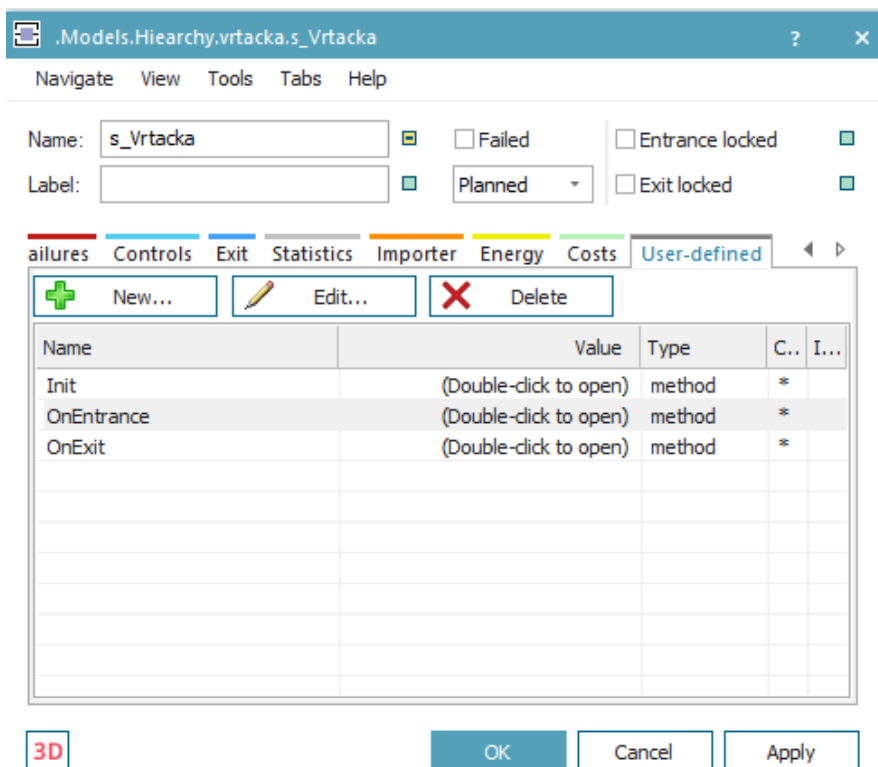 .Models.Hiearchy.vrtacka.s_Vrtacka ? ×
Navigate View Tools Tabs Help
Name: s_Vrtacka Failed Entrance locked
Label: Planned Exit locked
ailures Controls Exit Statistics Importer Energy Costs User-defined
New... Edit... Delete
Name Value Type C.. I...
Init (Double-click to open) method *
OnEntrance (Double-click to open) method *
OnExit (Double-click to open) method *
3D OK Cancel Apply